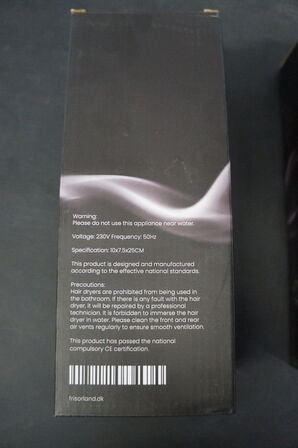 Warning:
Please do not use this appliance near water.
Voltage: 230V Frequency: 50Hz
Specification: 10x7.5x25CM
This product is designed and manufactured
according to the effective national standards.
Precautions:
Hair dryers are prohibited from being used in
the bathroom. If there is any fault with the hair
dryer, it will be repaired by a professional
technician. It is forbidden to immerse the hair
dryer in water. Please clean the front and rear
air vents regularly to ensure smooth ventilation.
This product has passed the national
compulsory CE certification.
frisorland.dk